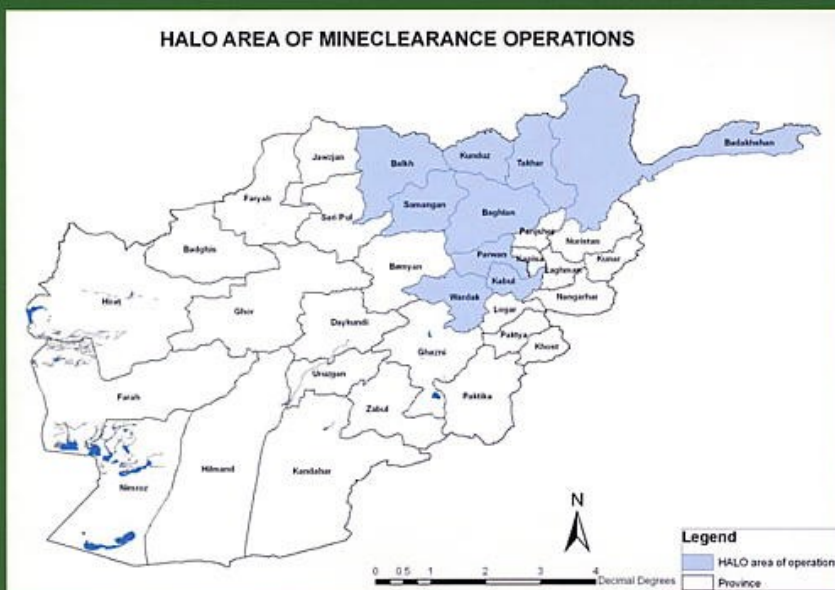 HALO AREA OF MINECLEARANCE OPERATIONS
Jawzjan
Balkh
Kunduz
Takhar
Badakhshan
Faryab
Sari Pul
Samangan
Baghlan
Badghis
Panjsher
Nuristan
Bamyan
Parwan
Kapisa
Kunar
Laghman
Hirat
Ghor
Kabul
Wardak
Nangarhar
Daykundi
Logar
Paktya
Khost
Ghazni
Uruzgan
Farah
Zabul
Paktika
Hilmand
Kandahar
Nimroz
N
Legend
HALO area of operation
Province
0 0.5 1 2 3 4
Decimal Degrees